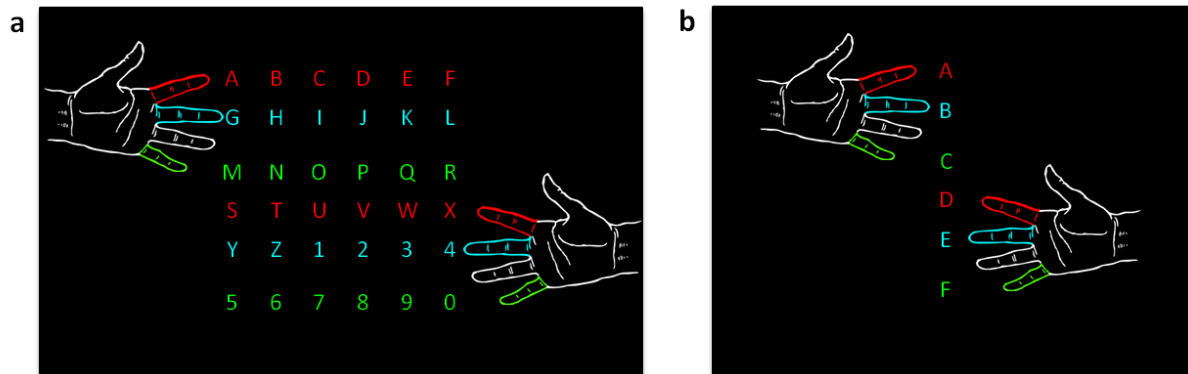 a
A B C D E F
G H I J K L
M N O P Q R
S T U V W X
Y Z 1 2 3 4
5 6 7 8 9 0
b
A
B
C
D
E
F